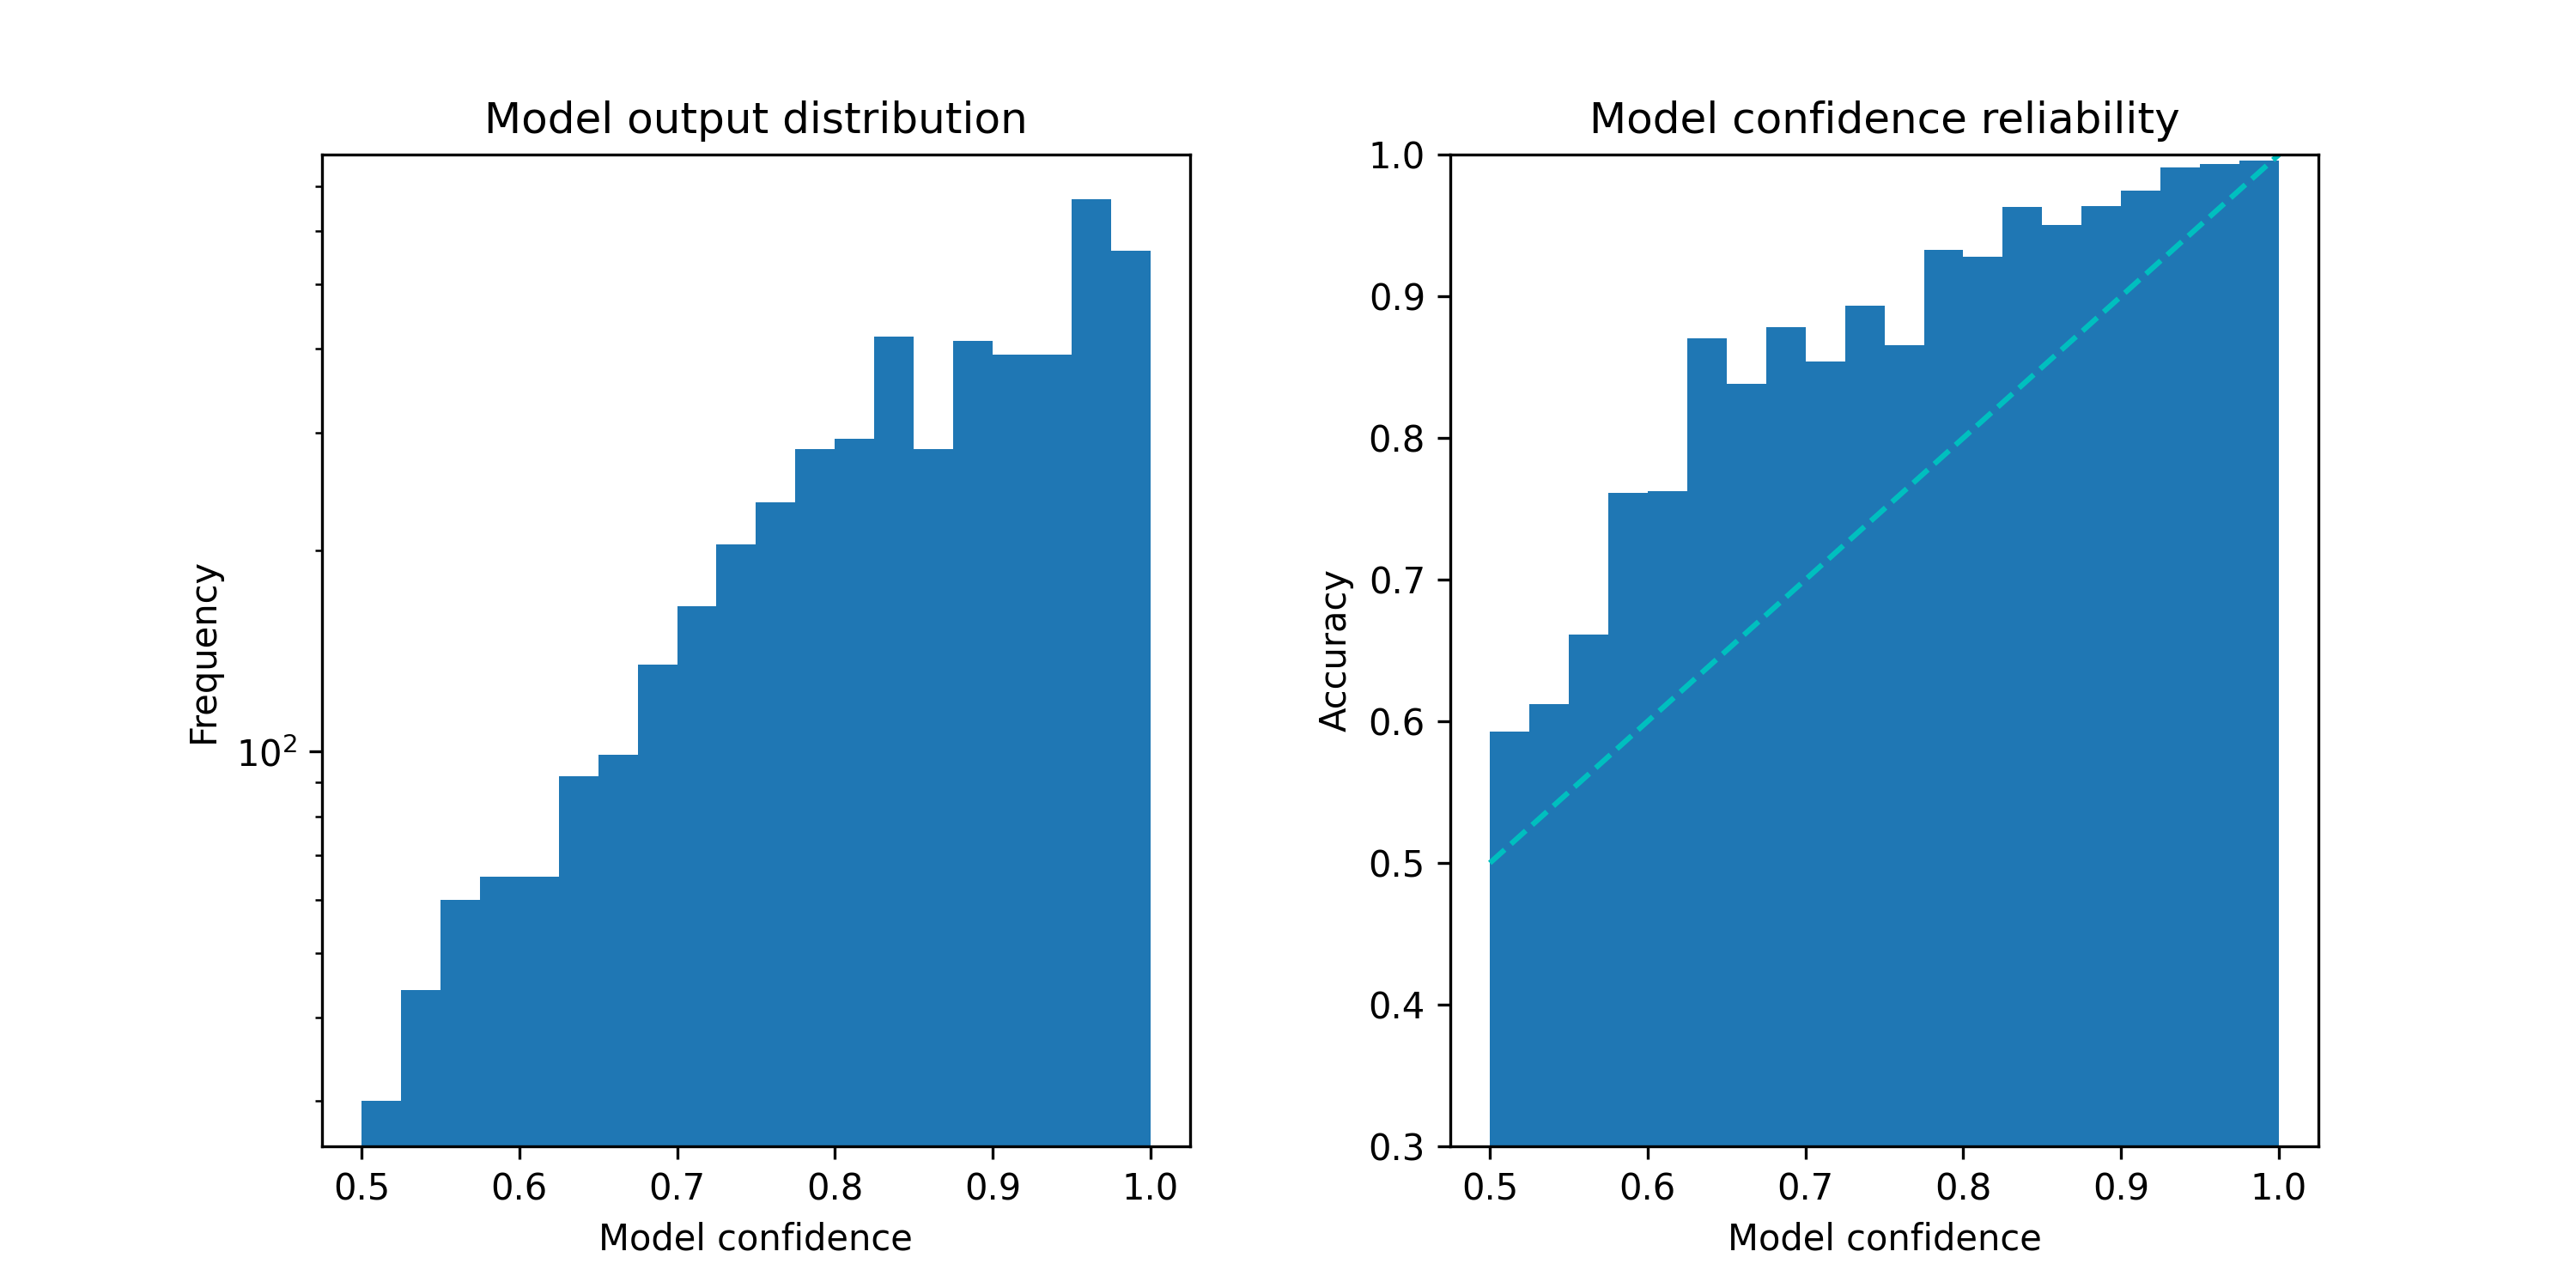 Model output distribution
Frequency
10²
0.5 0.6 0.7 0.8 0.9 1.0
Model confidence
Model confidence reliability
Accuracy
1.0
0.9
0.8
0.7
0.6
0.5
0.4
0.3
0.5 0.6 0.7 0.8 0.9 1.0
Model confidence